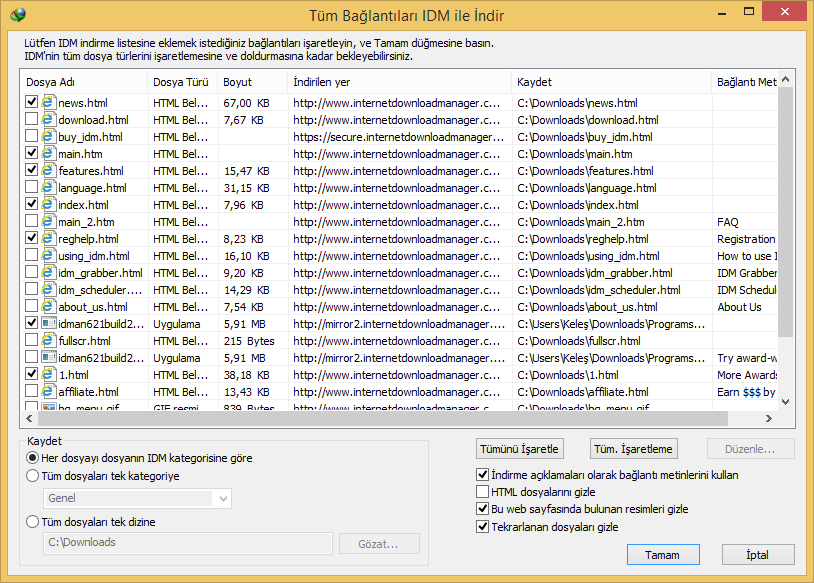 Tüm Bağlantıları IDM ile İndir
Lütfen IDM indirme listesine eklemek istediğiniz bağlantıları işaretleyin, ve Tamam düğmesine basın.
IDM'nin tüm dosya türlerini işaretlemesine ve doldurmasına kadar bekleyebilirsiniz.
Dosya Adı Dosya Türü Boyut İndirilen yer Kaydet Bağlantı Met
news.html HTML Bel... 67,00 KB http://www.internetdownloadmanager.c... C:\Downloads\news.html
download.html HTML Bel... 7,67 KB http://www.internetdownloadmanager.c... C:\Downloads\download.html
buy_idm.html HTML Bel... https://secure.internetdownloadmanager... C:\Downloads\buy_idm.html
main.htm HTML Bel... http://www.internetdownloadmanager.c... C:\Downloads\main.htm
features.html HTML Bel... 15,47 KB http://www.internetdownloadmanager.c... C:\Downloads\features.html
language.html HTML Bel... 31,15 KB http://www.internetdownloadmanager.c... C:\Downloads\language.html
index.html HTML Bel... 7,96 KB http://www.internetdownloadmanager.c... C:\Downloads\index.html
main_2.htm HTML Bel... http://www.internetdownloadmanager.c... C:\Downloads\main_2.htm FAQ
reghelp.html HTML Bel... 8,23 KB http://www.internetdownloadmanager.c... C:\Downloads\reghelp.html Registration
using_idm.html HTML Bel... 16,10 KB http://www.internetdownloadmanager.c... C:\Downloads\using_idm.html How to use I
idm_grabber.html HTML Bel... 9,20 KB http://www.internetdownloadmanager.c... C:\Downloads\idm_grabber.html IDM Grabber
idm_scheduler.... HTML Bel... 14,29 KB http://www.internetdownloadmanager.c... C:\Downloads\idm_scheduler.html IDM Schedul
about_us.html HTML Bel... 7,54 KB http://www.internetdownloadmanager.c... C:\Downloads\about_us.html About Us
idman621build2... Uygulama 5,91 MB http://mirror2.internetdownloadmanager.... C:\Users\Keleş\Downloads\Programs...
fullscr.html HTML Bel... 215 Bytes http://www.internetdownloadmanager.c... C:\Downloads\fullscr.html
idman621build2... Uygulama 5,91 MB http://mirror2.internetdownloadmanager.... C:\Users\Keleş\Downloads\Programs... Try award-w
1.html HTML Bel... 38,18 KB http://www.internetdownloadmanager.c... C:\Downloads\1.html More Awards
affiliate.html HTML Bel... 13,43 KB http://www.internetdownloadmanager.c... C:\Downloads\affiliate.html Earn $$$ by
bg_menu.gif GIF resmi 839 Bytes http://www.internetdownloadmanager.c... C:\Downloads\bg_menu.gif
Kaydet
Her dosyayı dosyanın IDM kategorisine göre
Tüm dosyaları tek kategoriye
Genel
Tüm dosyaları tek dizine
C:\Downloads Gözat...
Tümünü İşaretle Tüm. İşaretleme Düzenle...
İndirme açıklamaları olarak bağlantı metinlerini kullan
HTML dosyalarını gizle
Bu web sayfasında bulunan resimleri gizle
Tekrarlanan dosyaları gizle
Tamam İptal